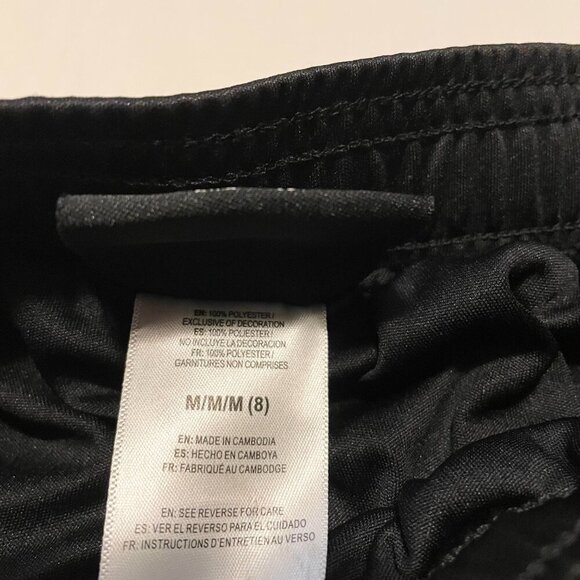 EN: 100% POLYESTER /
EXCLUSIVE OF DECORATION
ES: 100% POLYESTER /
NO INCLUYE LA DECORACION
FR: 100% POLYESTER /
GARNITURES NON COMPRISES
M/M/M (8)
EN: MADE IN CAMBODIA
ES: HECHO EN CAMBOYA
FR: FABRIQUÉ AU CAMBODGE
EN: SEE REVERSE FOR CARE
ES: VER EL REVERSO PARA EL CUIDADO
FR: INSTRUCTIONS D'ENTRETIEN AU VERSO